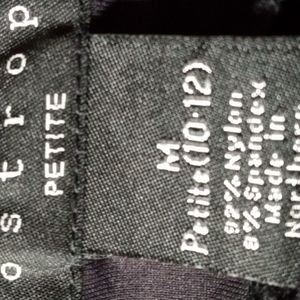 ostrop
PETITE
M
Petite (10-12)
92% Nylon
8% Spandex
Made In